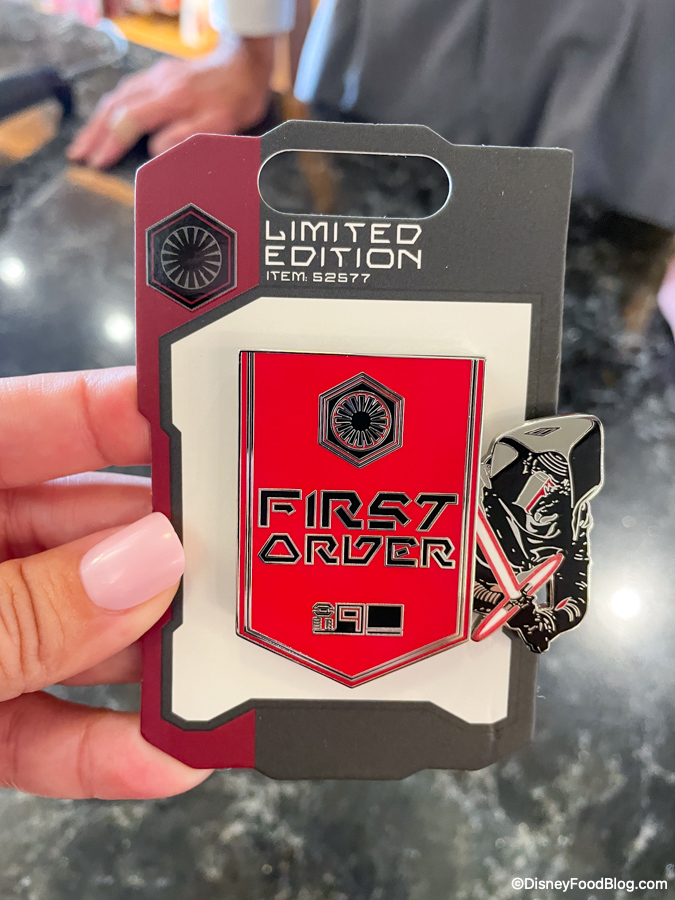 LIMITED
EDITION
ITEM: 52577
FIRST
ORDER
©DisneyFoodBlog.com